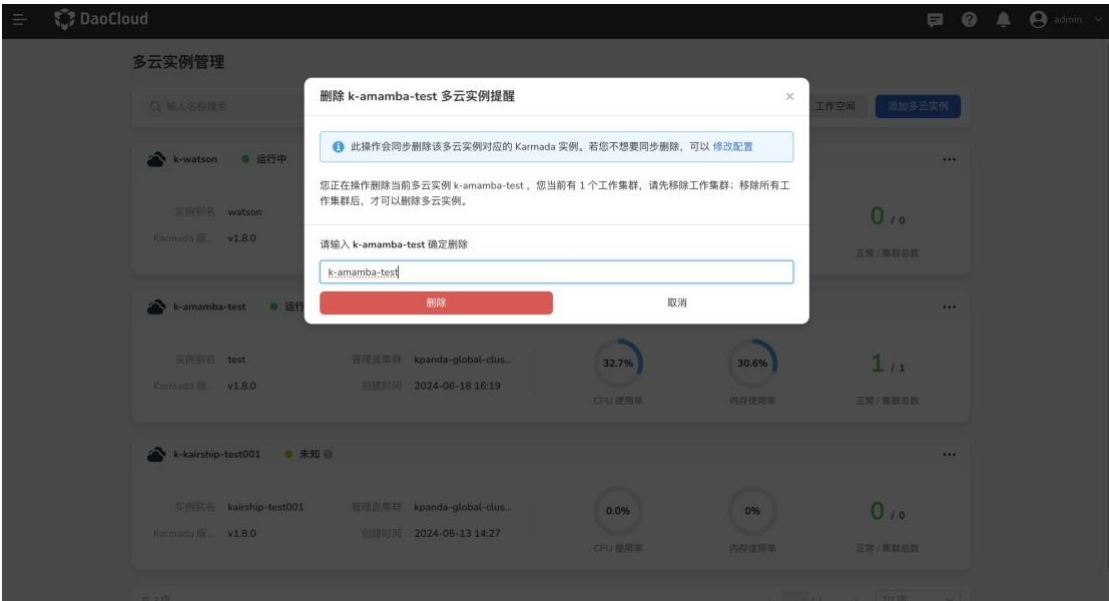 DaoCloud
admin
多云实例管理
输入名称搜索
工作空间
添加多云实例
删除 k-amamba-test 多云实例提醒
此操作会同步删除该多云实例对应的 Karmada 实例。若您不想要同步删除，可以 修改配置
您正在操作删除当前多云实例 k-amamba-test ，您当前有 1 个工作集群，请先移除工作集群；移除所有工
作集群后，才可以删除多云实例。
请输入 k-amamba-test 确定删除
k-amamba-test
删除
取消
k-watson
运行中
实例别名 watson
Karmada 版... v1.8.0
0 / 0
正常 / 集群总数
k-amamba-test
运行
实例别名 test
管理面集群 kpanda-global-clus...
Karmada 版... v1.8.0
创建时间 2024-06-18 16:19
32.7%
CPU 使用率
30.6%
内存使用率
1 / 1
正常 / 集群总数
k-kairship-test001
未知
实例别名 kairship-test001
管理面集群 kpanda-global-clus...
Karmada 版... v1.8.0
创建时间 2024-05-13 14:27
0.0%
CPU 使用率
0%
内存使用率
0 / 0
正常 / 集群总数